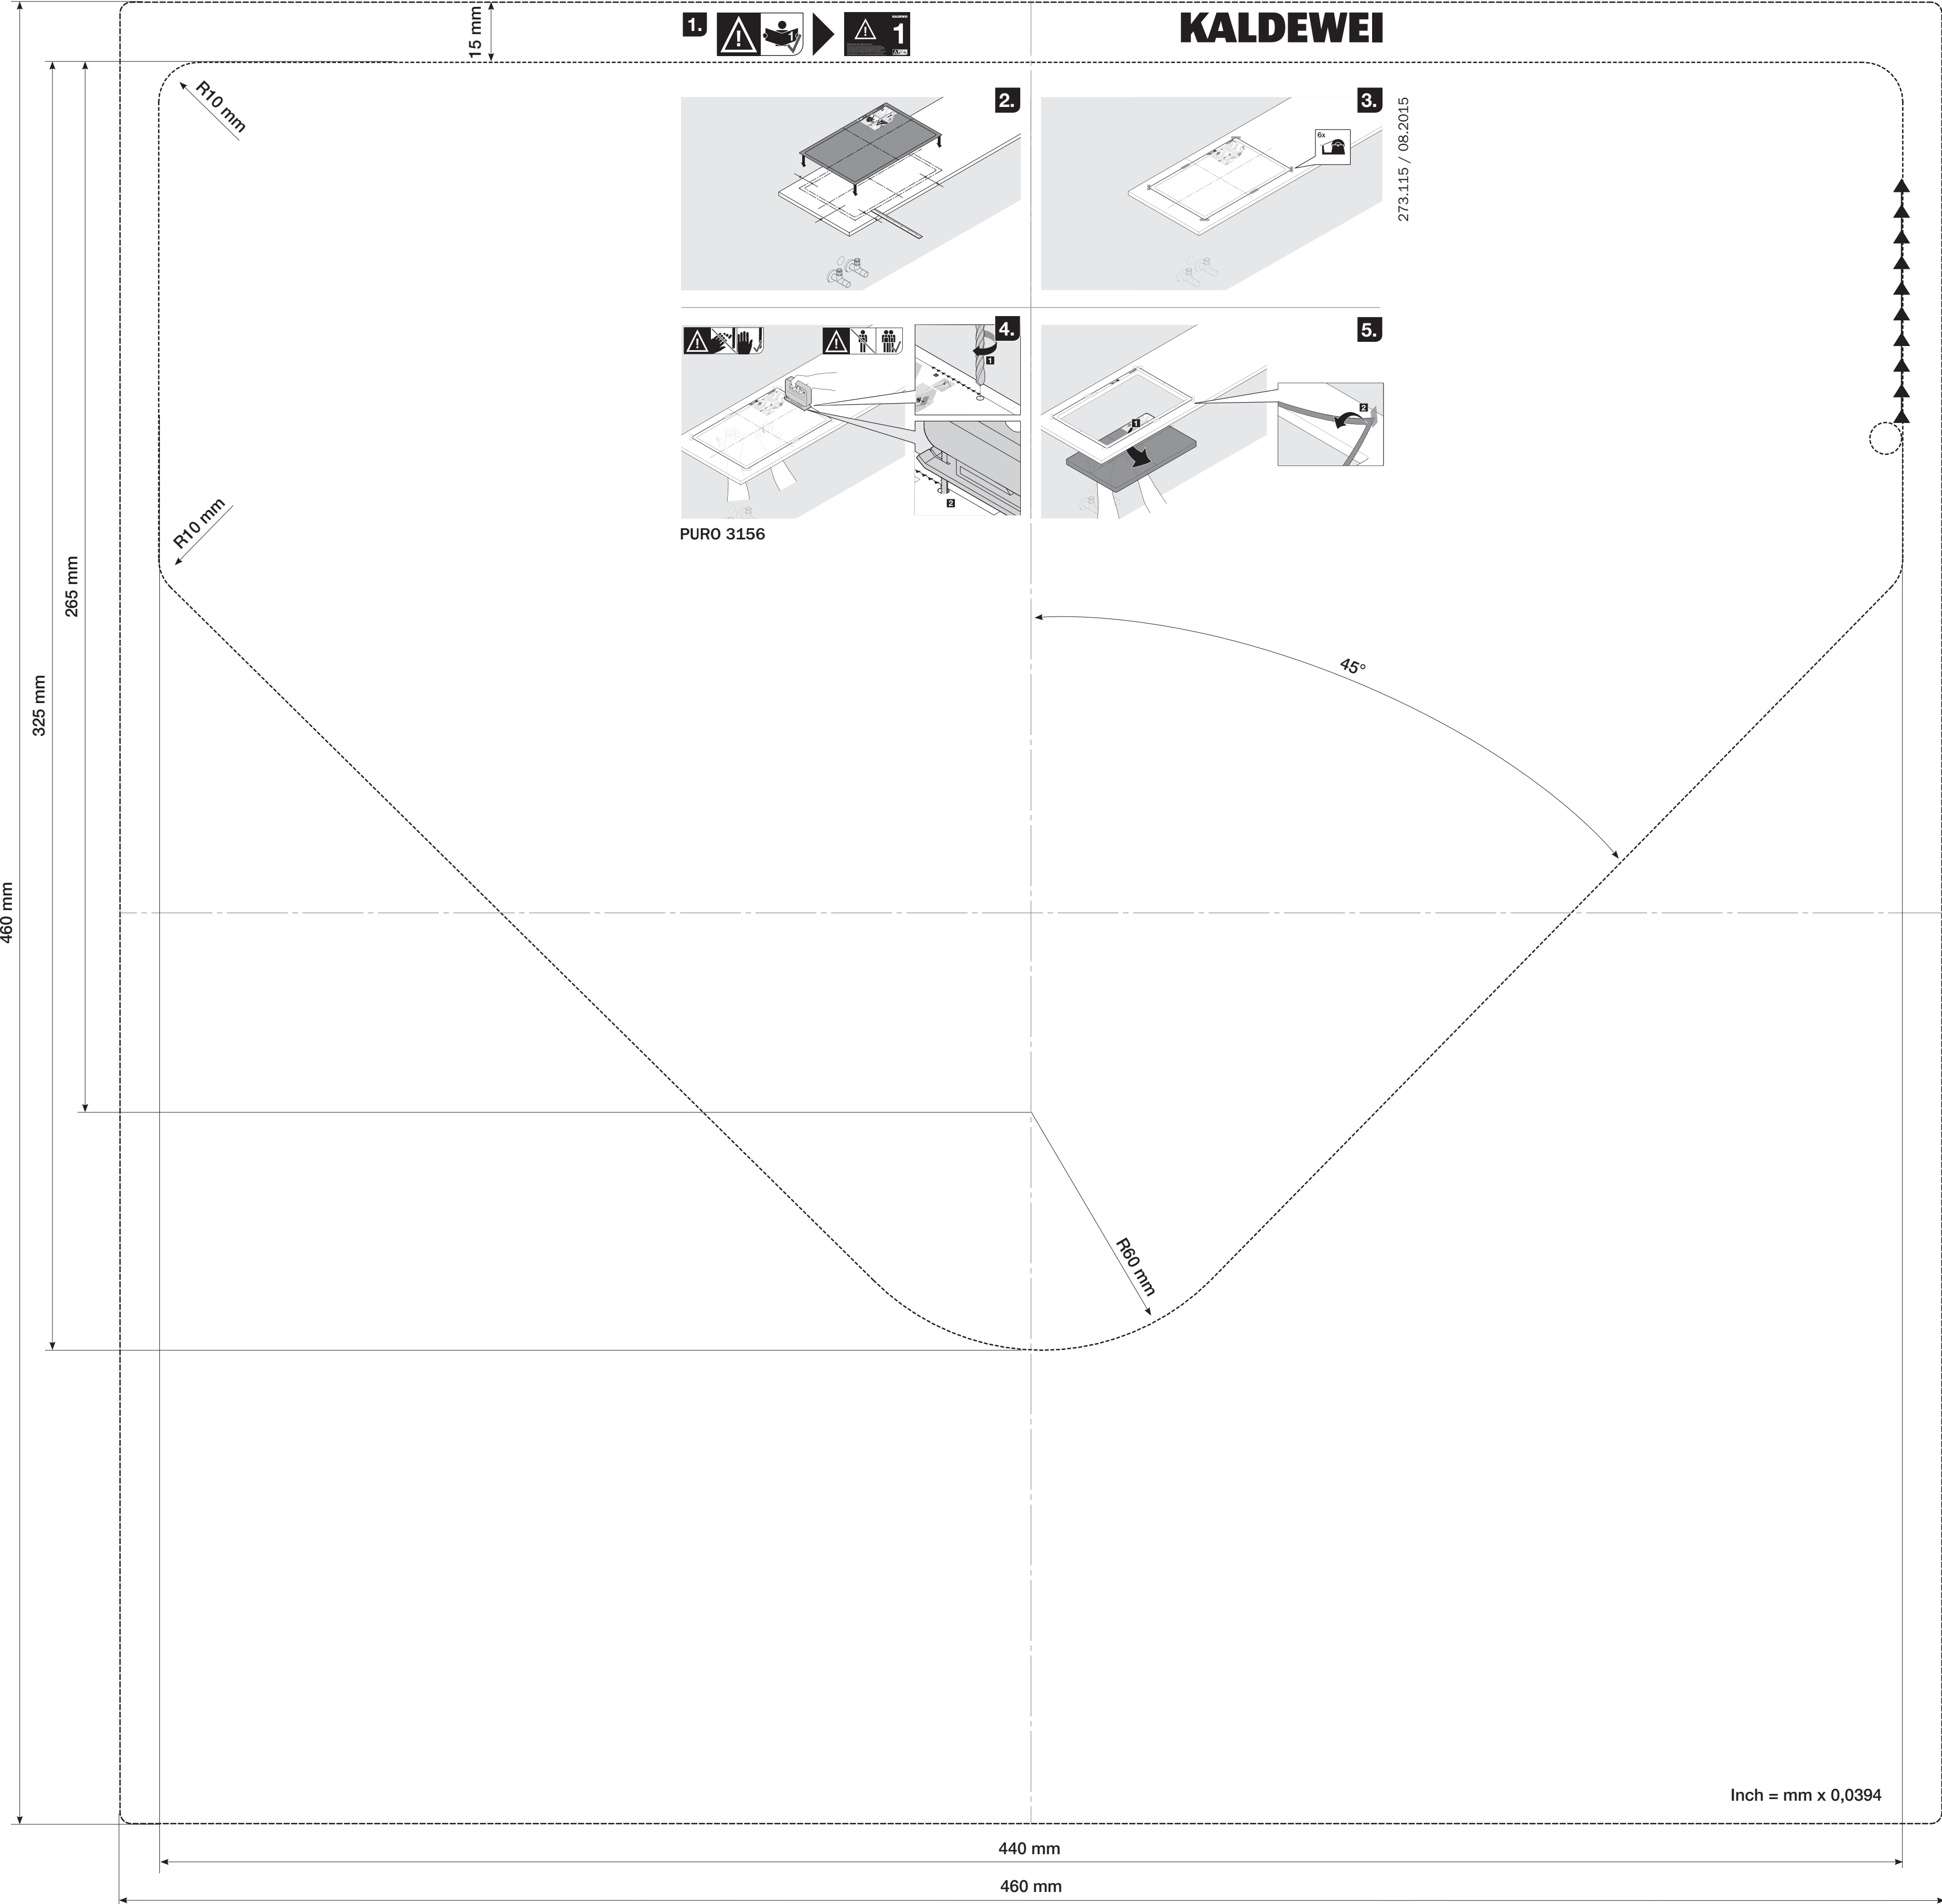 1.
1
1
KALDEWEI
KALDEWEI
15 mm
R10 mm
2.
3.
6x
273.115 / 08.2015
4.
1
2
5.
1
2
PURO 3156
R10 mm
265 mm
325 mm
460 mm
45°
R60 mm
Inch = mm x 0,0394
440 mm
460 mm